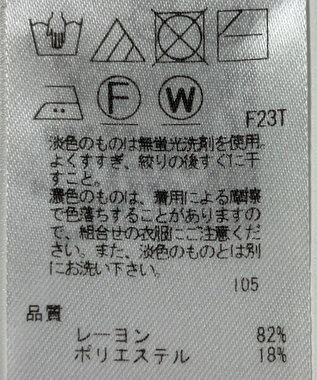 F W
F23T
淡色のものは無蛍光洗剤を使用。
よくすすぎ、絞りの後すぐに干
すこと。
濃色のものは、着用による摩擦
で色落ちすることがありますの
で、組合せの衣服にご注意くだ
さい。また、淡色のものとは別
にお洗い下さい。
105
品質
レーヨン 82%
ポリエステル 18%